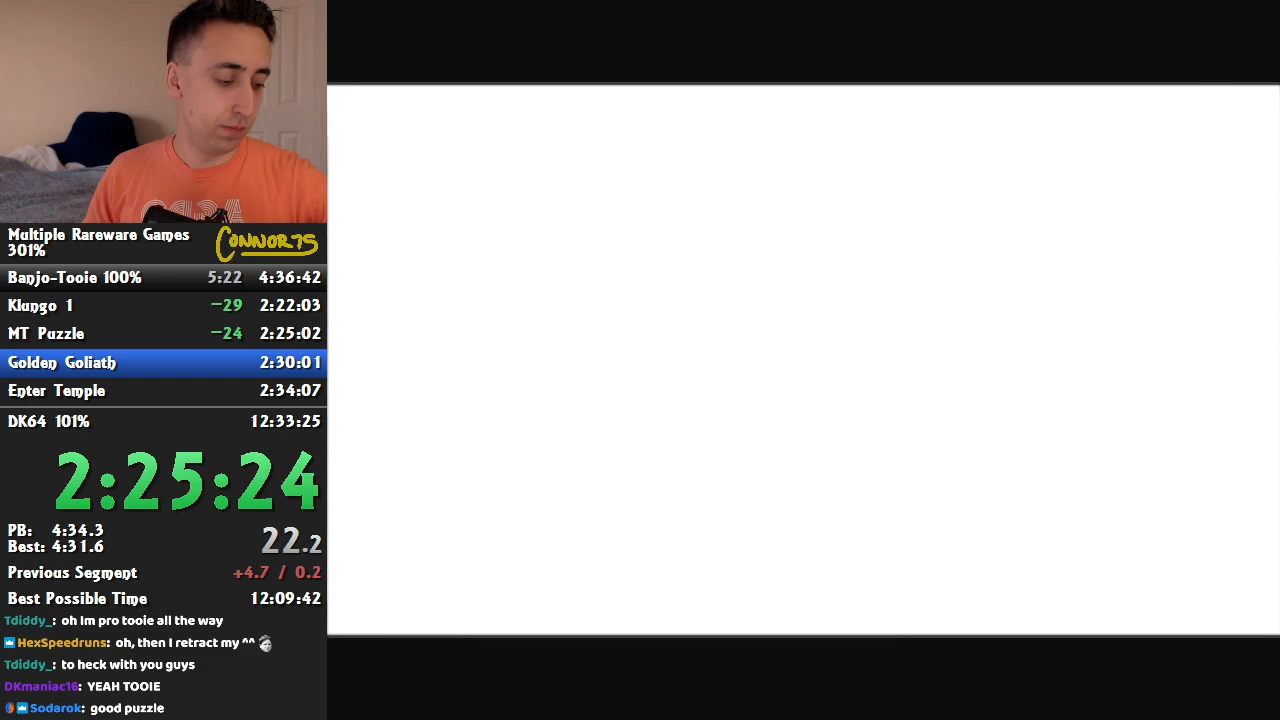 Multiple Rareware Games
301%
CONNOR75
Banjo-Tooie 100% 5:22 4:36:42
Klungo 1 -29 2:22:03
MT Puzzle -24 2:25:02
Golden Goliath 2:30:01
Enter Temple 2:34:07
DK64 101% 12:33:25
2:25:24
PB: 4:34.3
Best: 4:31.6
22.2
Previous Segment +4.7 / 0.2
Best Possible Time 12:09:42
Tdiddy_: oh Im pro tooie all the way
HexSpeedruns: oh, then I retract my ^^
Tdiddy_: to heck with you guys
DKmaniac16: YEAH TOOIE
Sodarok: good puzzle